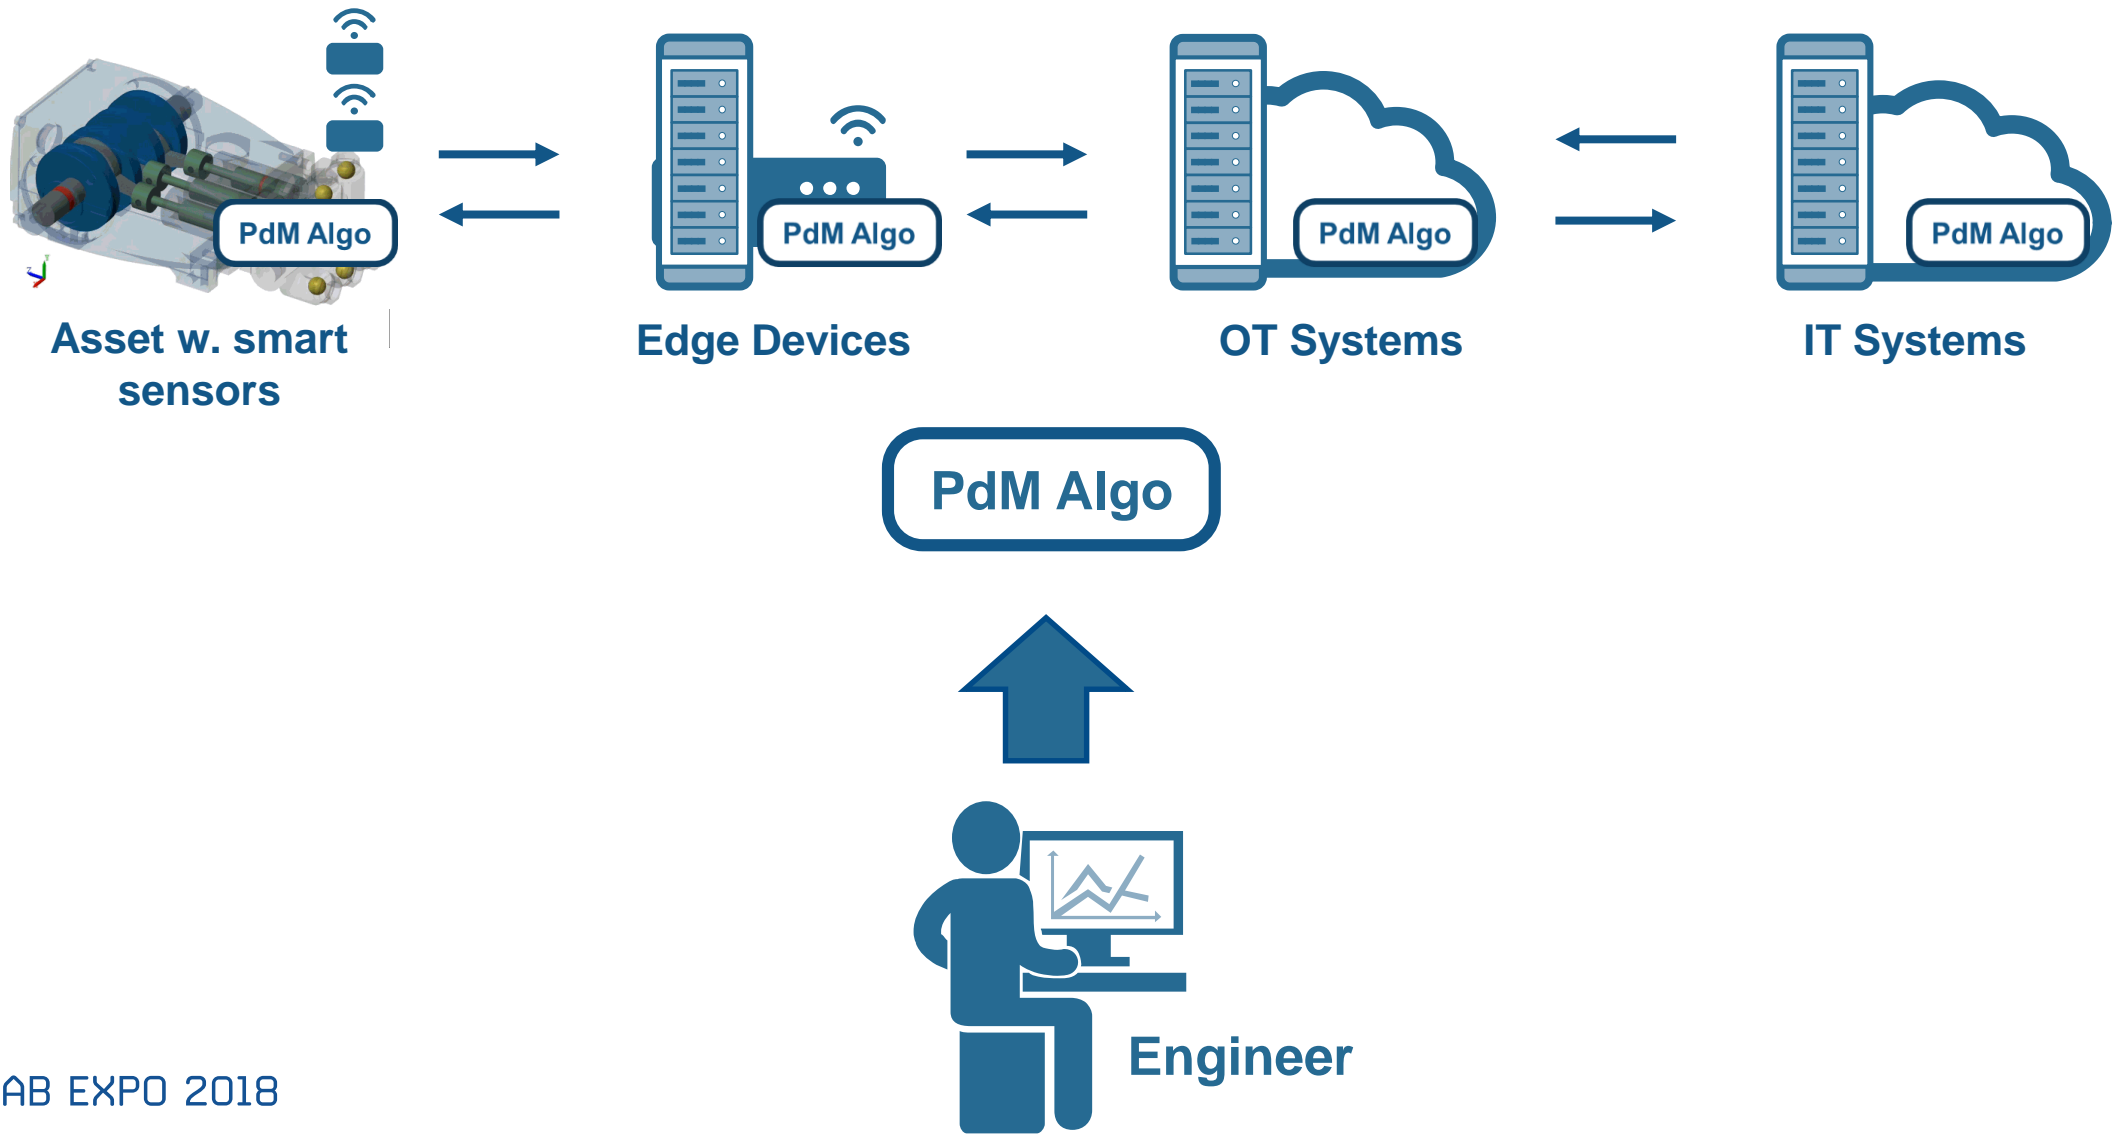 PdM Algo
PdM Algo
PdM Algo
PdM Algo
Asset w. smart
sensors
Edge Devices
OT Systems
IT Systems
PdM Algo
Engineer
AB EXPO 2018